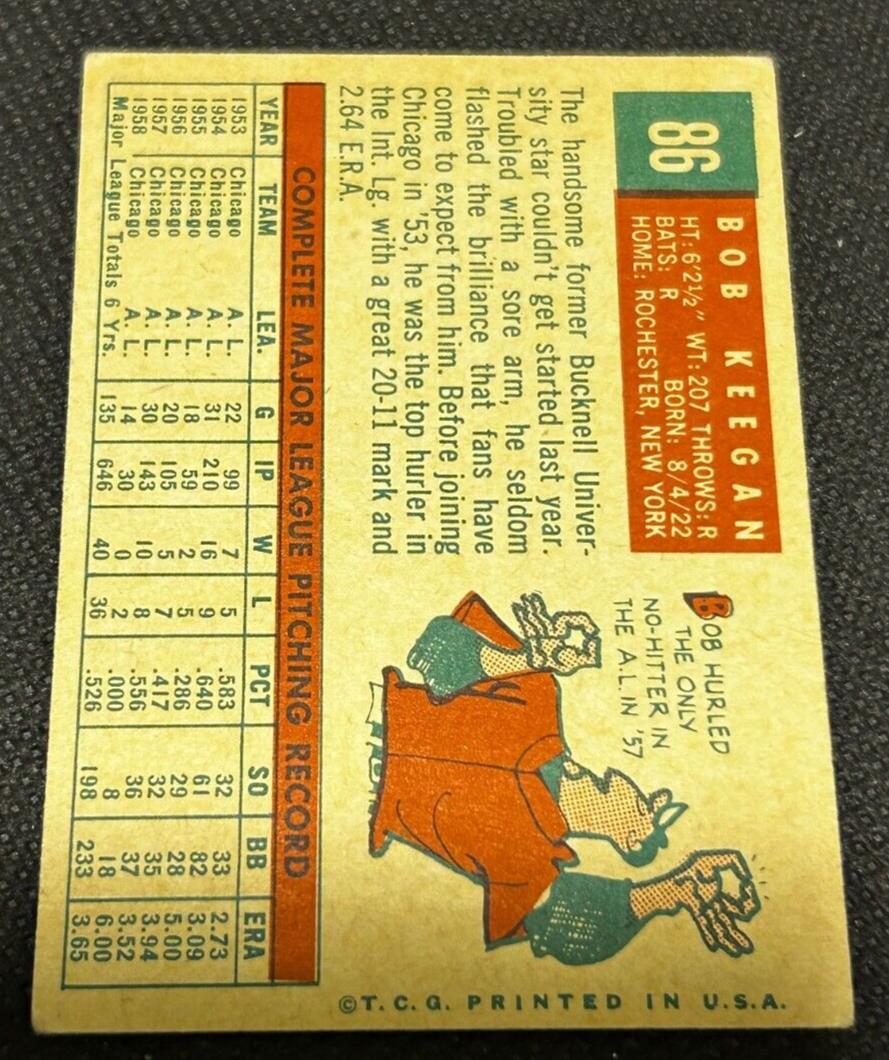 86
BOB KEEGAN
HT: 6'2½" WT: 207 THROWS: R
BATS: R BORN: 8/4/22
HOME: ROCHESTER, NEW YORK
The handsome former Bucknell Univer-
sity star couldn't get started last year.
Troubled with a sore arm, he seldom
flashed the brilliance that fans have
come to expect from him. Before joining
Chicago in '53, he was the top hurler in
the Int. Lg. with a great 20-11 mark and
2.64 E.R.A.
BOB HURLED
THE ONLY
NO-HITTER IN
THE A.L. IN '57
COMPLETE MAJOR LEAGUE PITCHING RECORD
YEAR TEAM LEA. G IP W L PCT SO BB ERA
1953 Chicago A. L. 22 99 7 5 .583 32 33 2.73
1954 Chicago A. L. 31 210 16 9 .640 61 82 3.09
1955 Chicago A. L. 18 59 2 5 .286 29 28 5.00
1956 Chicago A. L. 20 105 5 7 .417 32 35 3.94
1957 Chicago A. L. 30 143 10 8 .556 36 37 3.52
1958 Chicago A. L. 14 30 0 2 .000 8 18 6.00
Major League Totals 6 Yrs. 135 646 40 36 .526 198 233 3.65
©T.C.G. PRINTED IN U.S.A.